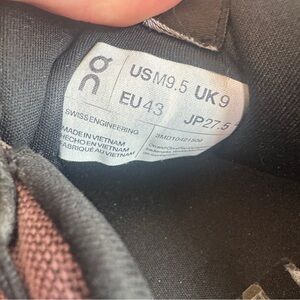 on
US M9.5 UK 9
EU 43 JP 27.5
SWISS ENGINEERING
MADE IN VIETNAM
HECHO EN VIETNAM
FABRIQUÉ AU VIETNAM